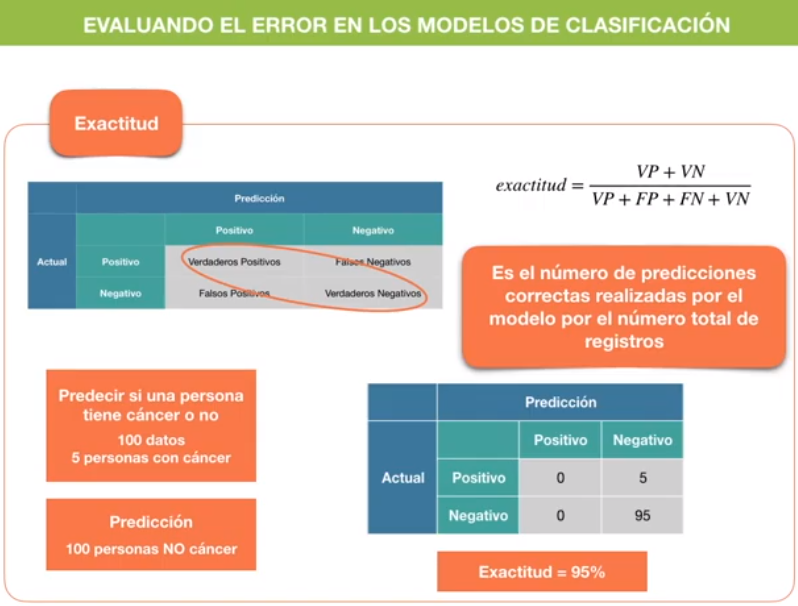 EVALUANDO EL ERROR EN LOS MODELOS DE CLASIFICACIÓN
Exactitud
exactitud = VP + VN / VP + FP + FN + VN
Predicción
Positivo Negativo
Actual Positivo Verdaderos Positivos Falsos Negativos
Negativo Falsos Positivos Verdaderos Negativos
Es el número de predicciones
correctas realizadas por el
modelo por el número total de
registros
Predecir si una persona
tiene cáncer o no
100 datos
5 personas con cáncer
Predicción
100 personas NO cáncer
Predicción
Positivo Negativo
Actual Positivo 0 5
Negativo 0 95
Exactitud = 95%